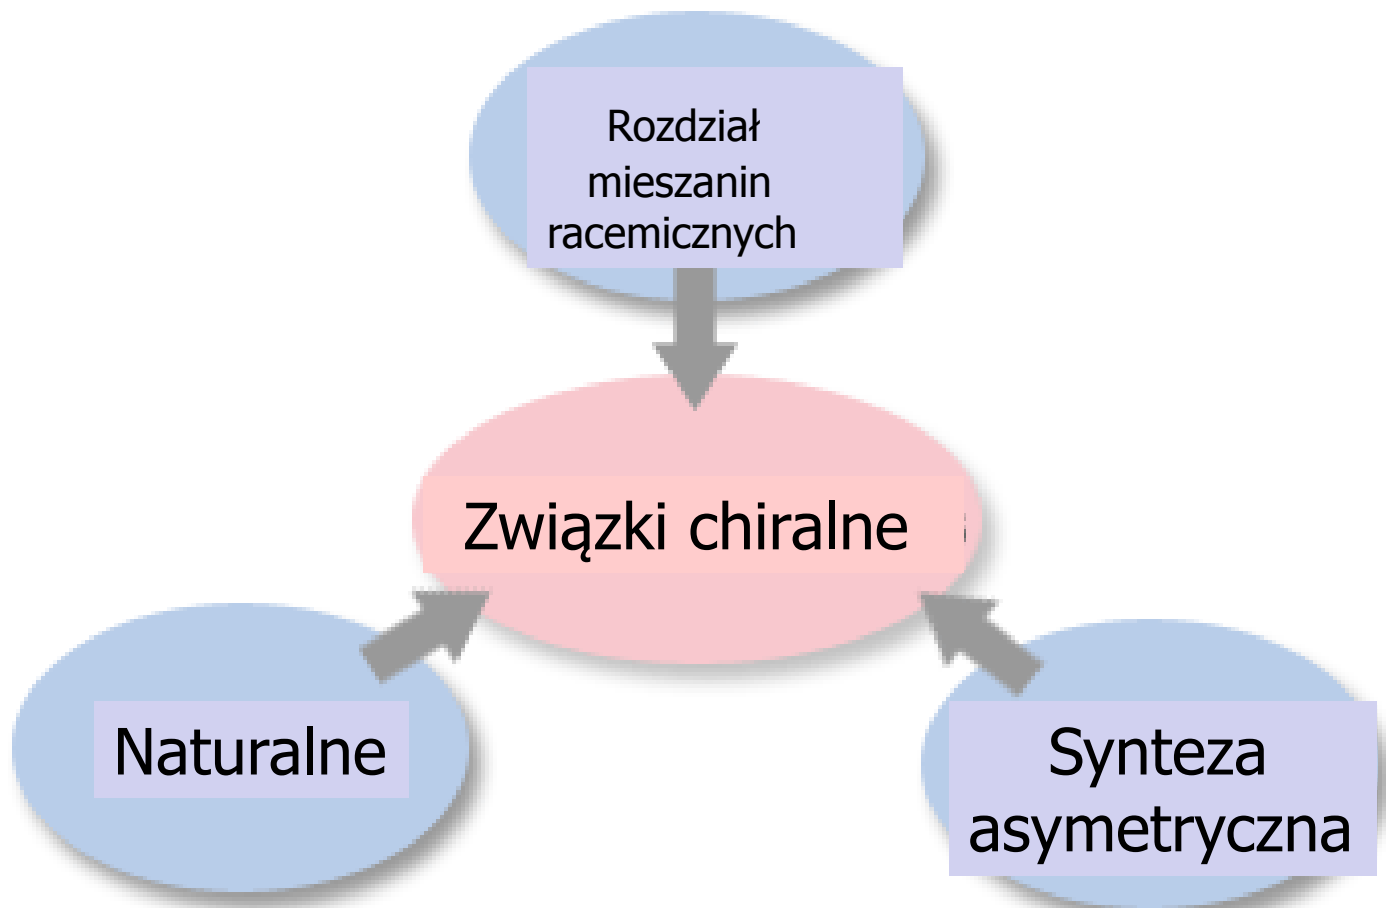 Rozdział
mieszanin
racemicznych
Związki chiralne
Naturalne
Synteza
asymetryczna